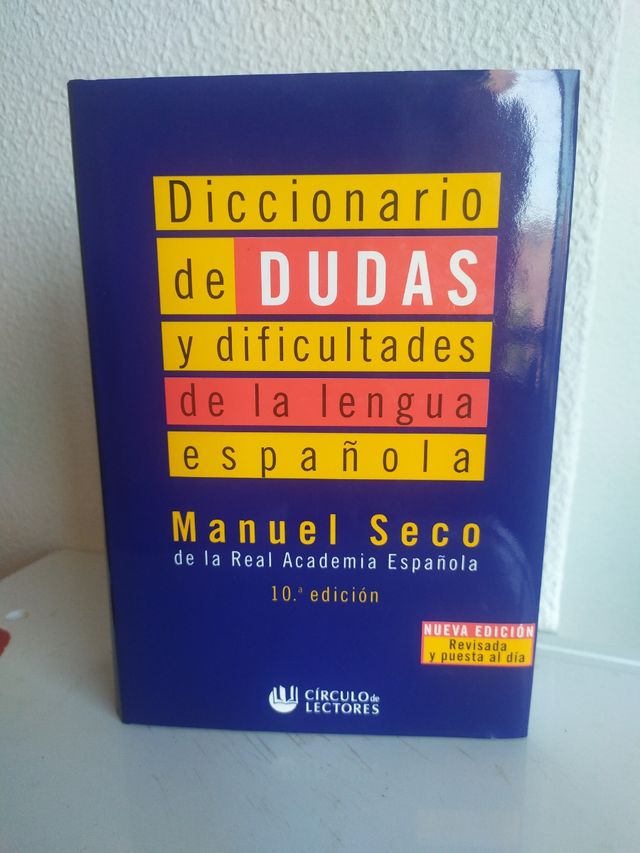 Diccionario
de DUDAS
y dificultades
de la lengua
española
Manuel Seco
de la Real Academia Española
10.ª edición
NUEVA EDICIÓN
Revisada
y puesta al día
CÍRCULO de
LECTORES